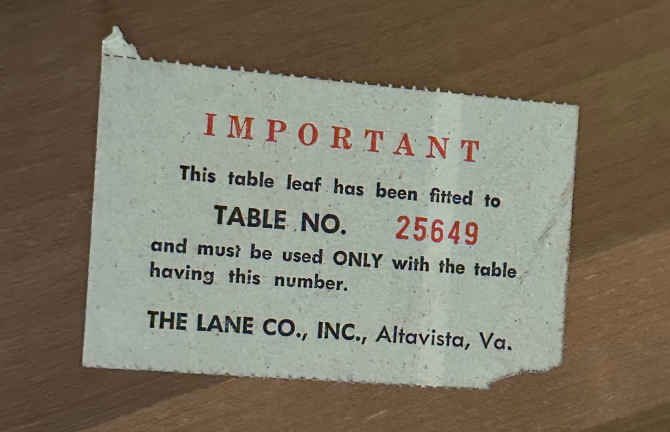 IMPORTANT
This table leaf has been fitted to
TABLE NO. 25649
and must be used ONLY with the table
having this number.
THE LANE CO., INC., Altavista, Va.